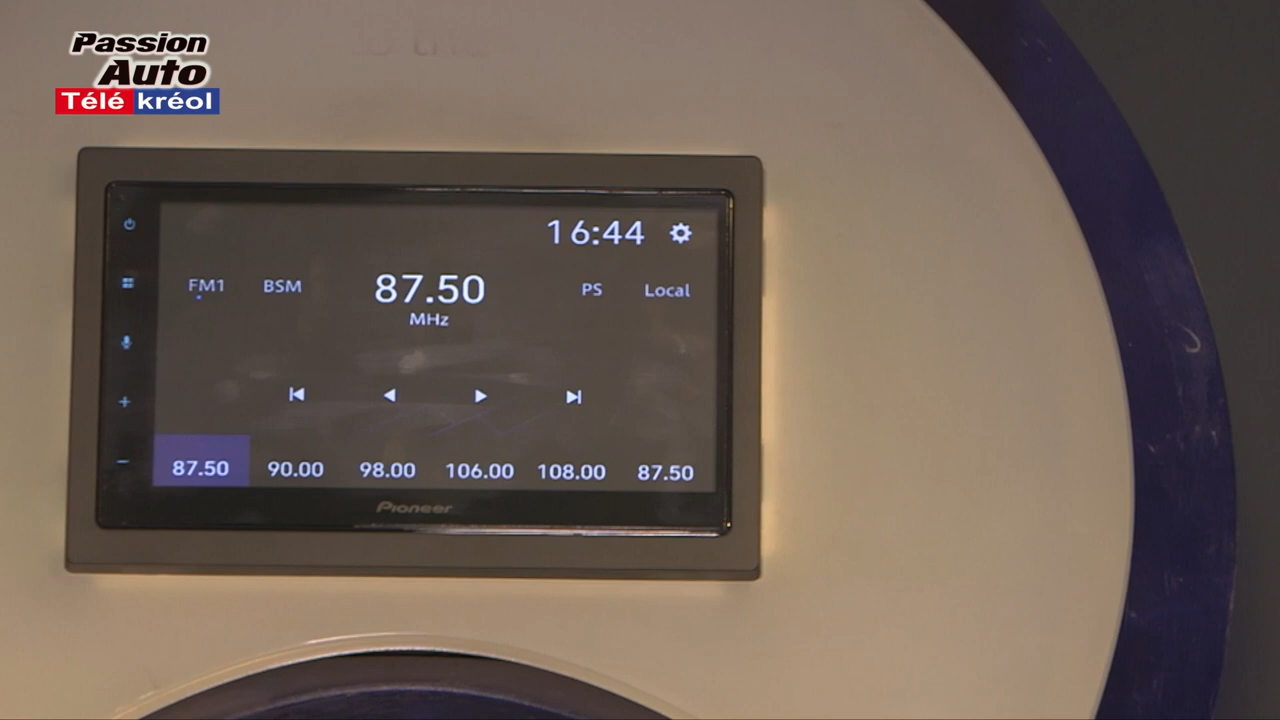 Passion
Auto
Télé kréol
16:44
FM1 BSM 87.50 PS Local
MHz
87.50 90.00 98.00 106.00 108.00 87.50
Pioneer